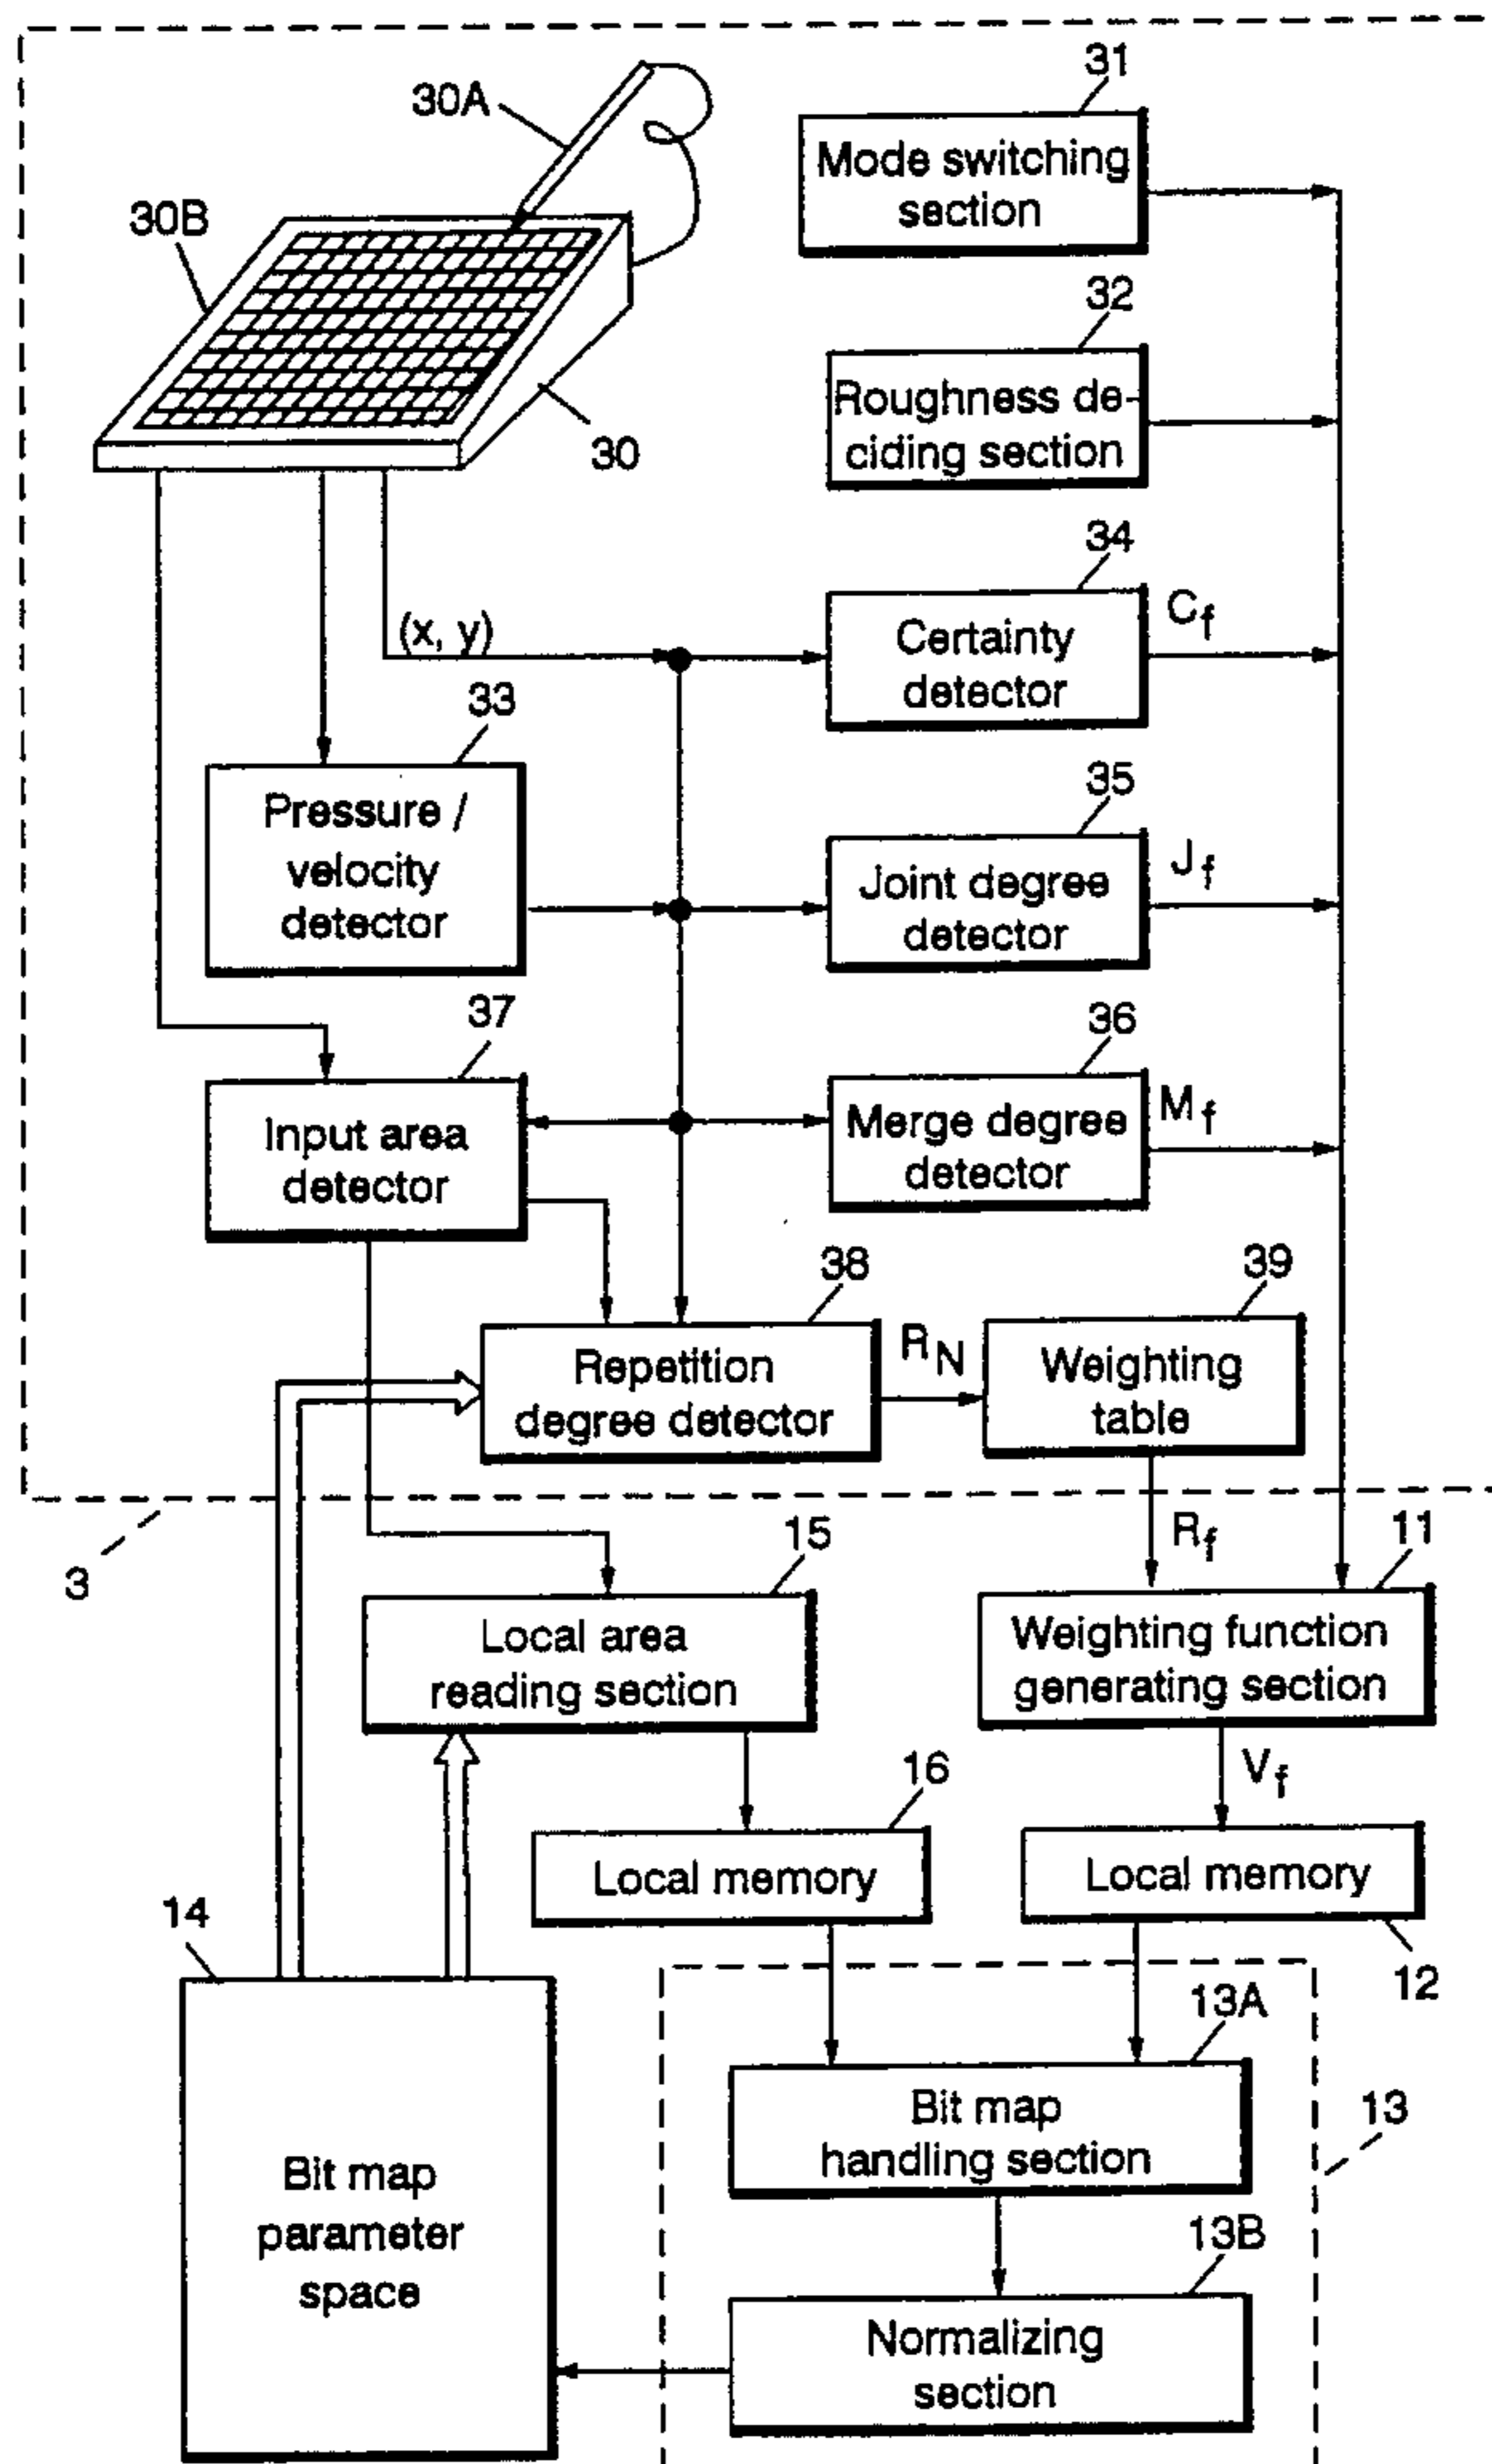 31
30A
Mode switching
section
30B
32
Roughness de-
ciding section
30
34
(x, y)
Certainty
detector
Cf
33
Pressure /
velocity
detector
35
Joint degree
detector
Jf
37
Input area
detector
36
Merge degree
detector
Mf
38
Repetition
degree detector
RN
39
Weighting
table
3
Rf
15
Local area
reading section
11
Weighting function
generating section
Vf
16
Local memory
Local memory
12
14
Bit map
parameter
space
13A
Bit map
handling section
13
13B
Normalizing
section